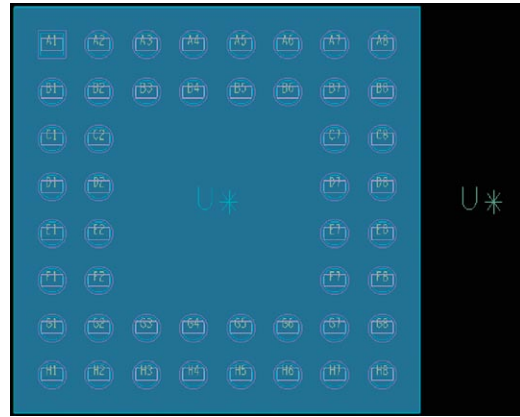 A1 A2 A3 A4 A5 A6 A7 A8
B1 B2 B3 B4 B5 B6 B7 B8
C1 C2 C7 C8
D1 D2 D7 D8
U* U*
E1 E2 E7 E8
F1 F2 F7 F8
G1 G2 G3 G4 G5 G6 G7 G8
H1 H2 H3 H4 H5 H6 H7 H8